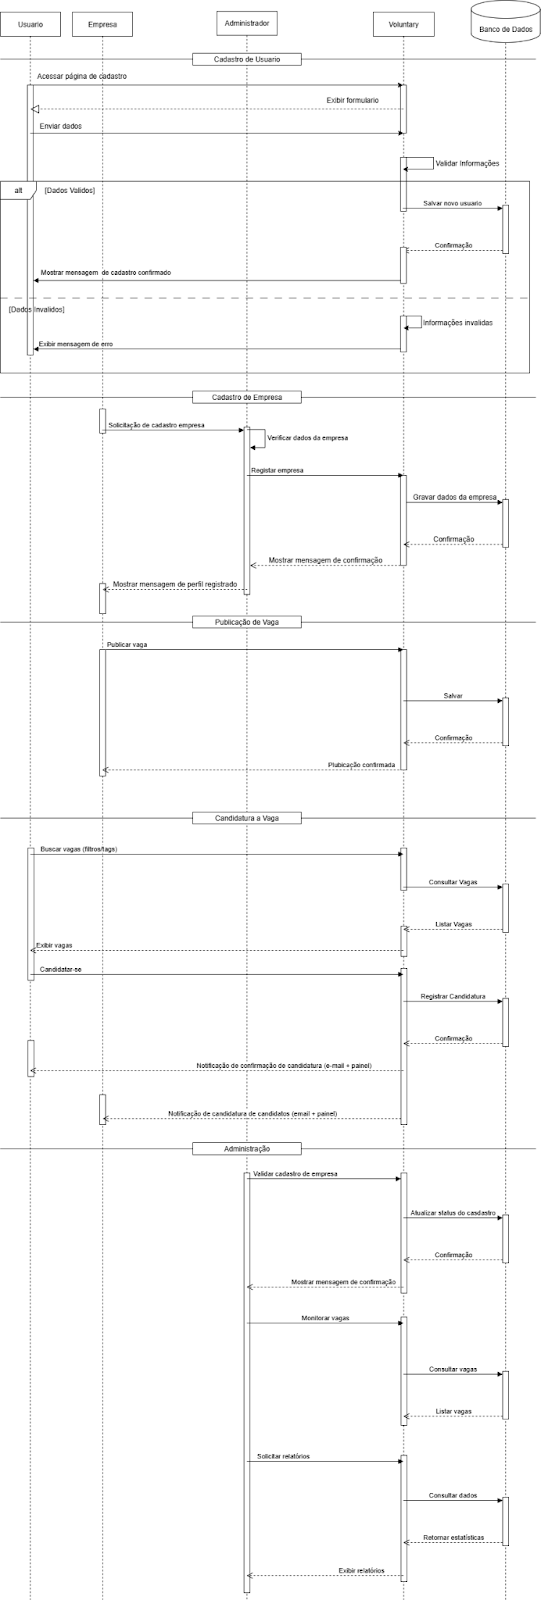 Usuario
Empresa
Administrador
Voluntary
Banco de Dados
Cadastro de Usuario
Acessar página de cadastro
Exibir formulario
Enviar dados
Validar Informações
alt
[Dados Validos]
Salvar novo usuario
Confirmação
Mostrar mensagem de cadastro confirmado
[Dados Invalidos]
Informações invalidas
Exibir mensagem de erro
Cadastro de Empresa
Solicitação de cadastro empresa
Verificar dados da empresa
Registar empresa
Gravar dados da empresa
Confirmação
Mostrar mensagem de confirmação
Mostrar mensagem de perfil registrado
Publicação de Vaga
Publicar vaga
Salvar
Confirmação
Plubicação confirmada
Candidatura a Vaga
Buscar vagas (filtros/tags)
Consultar Vagas
Listar Vagas
Exibir vagas
Candidatar-se
Registrar Candidatura
Confirmação
Notificação de confirmação de candidatura (e-mail + painel)
Notificação de candidatura de candidatos (email + painel)
Administração
Validar cadastro de empresa
Atualizar status do casdastro
Confirmação
Mostrar mensagem de confirmação
Monitorar vagas
Consultar vagas
Listar vagas
Solicitar relatórios
Consultar dados
Retornar estatísticas
Exibir relatórios